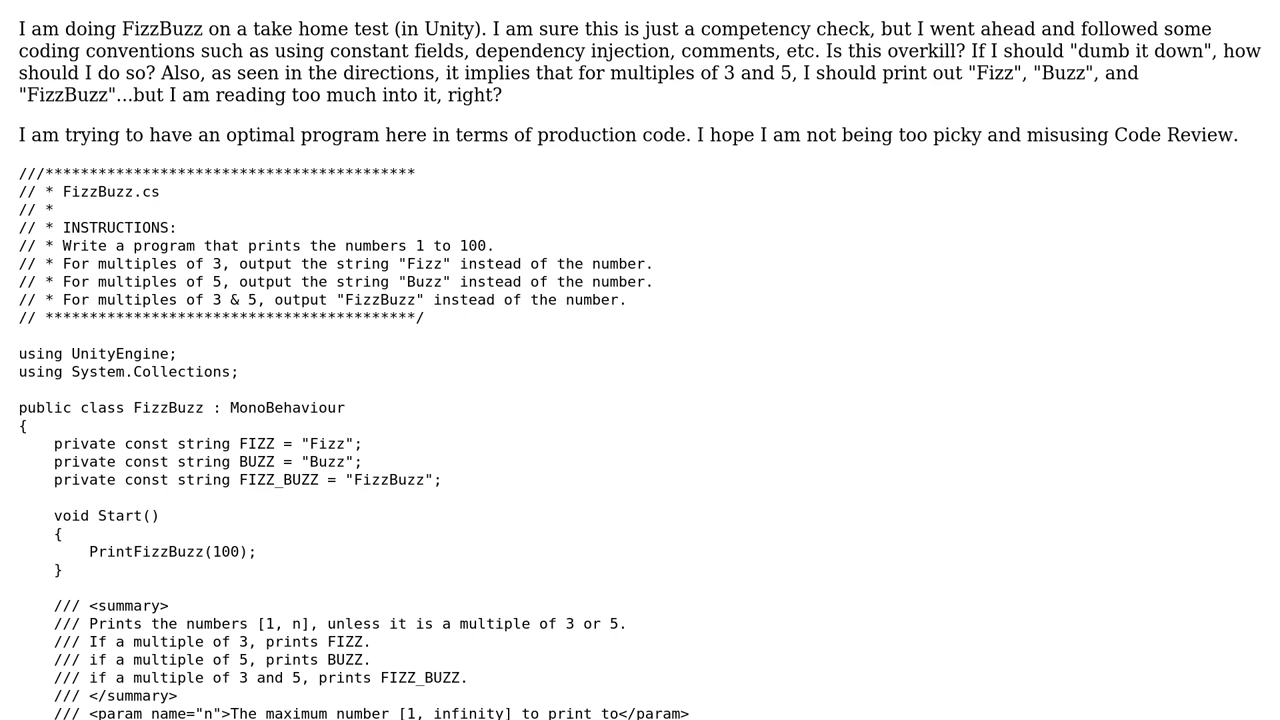 I am doing FizzBuzz on a take home test (in Unity). I am sure this is just a competency check, but I went ahead and followed some
coding conventions such as using constant fields, dependency injection, comments, etc. Is this overkill? If I should "dumb it down", how
should I do so? Also, as seen in the directions, it implies that for multiples of 3 and 5, I should print out "Fizz", "Buzz", and
"FizzBuzz"...but I am reading too much into it, right?
I am trying to have an optimal program here in terms of production code. I hope I am not being too picky and misusing Code Review.
///******************************************
// * FizzBuzz.cs
// *
// * INSTRUCTIONS:
// * Write a program that prints the numbers 1 to 100.
// * For multiples of 3, output the string "Fizz" instead of the number.
// * For multiples of 5, output the string "Buzz" instead of the number.
// * For multiples of 3 & 5, output "FizzBuzz" instead of the number.
// ******************************************/
using UnityEngine;
using System.Collections;
public class FizzBuzz : MonoBehaviour
{
    private const string FIZZ = "Fizz";
    private const string BUZZ = "Buzz";
    private const string FIZZ_BUZZ = "FizzBuzz";
    void Start()
    {
        PrintFizzBuzz(100);
    }
    /// <summary>
    /// Prints the numbers [1, n], unless it is a multiple of 3 or 5.
    /// If a multiple of 3, prints FIZZ.
    /// if a multiple of 5, prints BUZZ.
    /// if a multiple of 3 and 5, prints FIZZ_BUZZ.
    /// </summary>
    /// <param name="n">The maximum number [1, infinity] to print to</param>